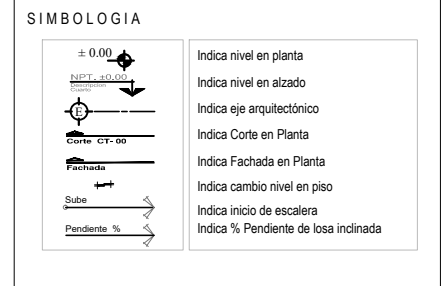 SIMBOLOGIA
± 0.00
Indica nivel en planta
NPT. ±0.00
Descripcion
Cuarto
Indica nivel en alzado
E
Indica eje arquitectónico
Corte CT- 00
Indica Corte en Planta
Fachada
Indica Fachada en Planta
Indica cambio nivel en piso
Sube
Indica inicio de escalera
Pendiente %
Indica % Pendiente de losa inclinada